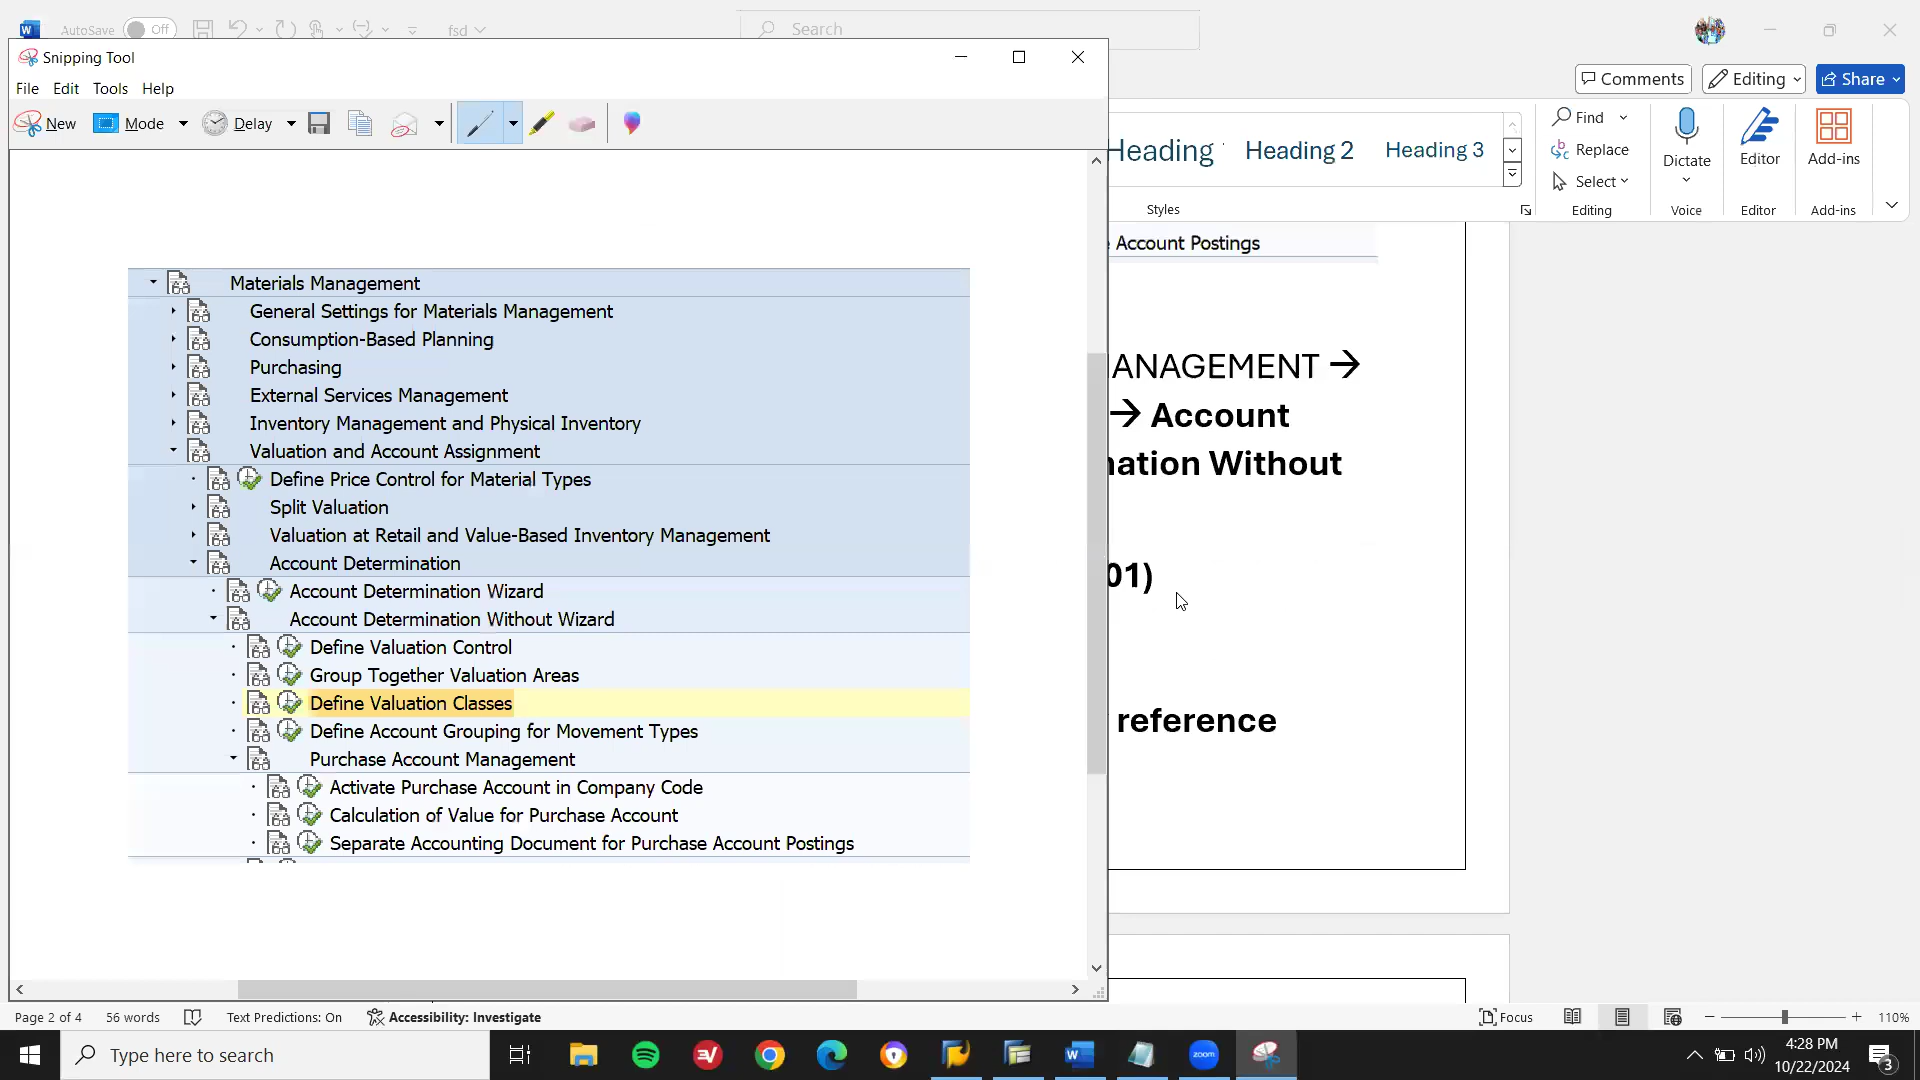 AutoSave Off
fsd
Search
Snipping Tool
File Edit Tools Help
Comments Editing Share
New Mode Delay
Heading Heading 2 Heading 3
Find
Replace
Select
Dictate
Editor
Add-ins
Styles
Editing
Voice
Editor
Add-ins
Account Postings
ANAGEMENT →
→ Account
nation Without
01)
reference
Materials Management
General Settings for Materials Management
Consumption-Based Planning
Purchasing
External Services Management
Inventory Management and Physical Inventory
Valuation and Account Assignment
Define Price Control for Material Types
Split Valuation
Valuation at Retail and Value-Based Inventory Management
Account Determination
Account Determination Wizard
Account Determination Without Wizard
Define Valuation Control
Group Together Valuation Areas
Define Valuation Classes
Define Account Grouping for Movement Types
Purchase Account Management
Activate Purchase Account in Company Code
Calculation of Value for Purchase Account
Separate Accounting Document for Purchase Account Postings
Page 2 of 4 56 words Text Predictions: On Accessibility: Investigate
Focus
110%
Type here to search
zoom
4:28 PM
10/22/2024
3